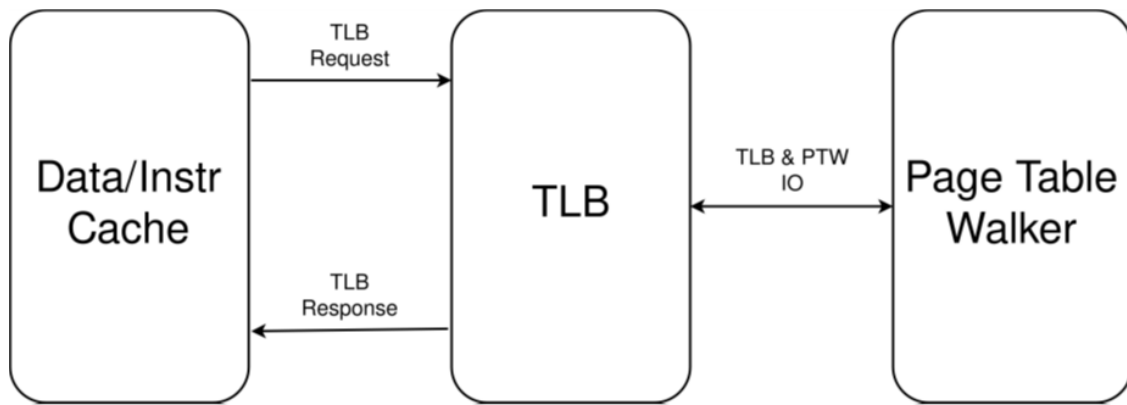 Data/Instr
Cache
TLB
Request
TLB
Response
TLB
TLB & PTW
IO
Page Table
Walker